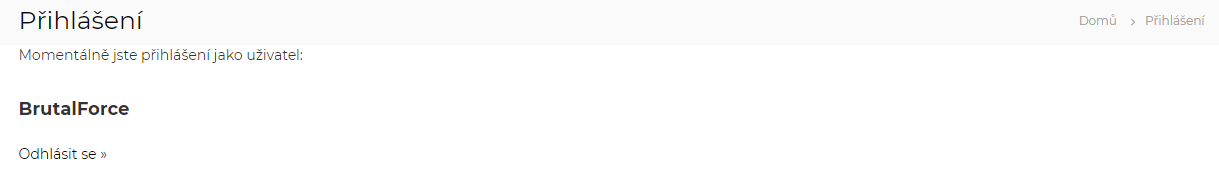 Přihlášení
Domů › Přihlášení
Momentálně jste přihlášení jako uživatel:
BrutalForce
Odhlásit se »